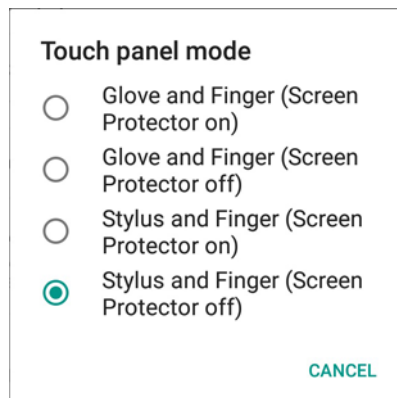 Touch panel mode
Glove and Finger (Screen
Protector on)
Glove and Finger (Screen
Protector off)
Stylus and Finger (Screen
Protector on)
Stylus and Finger (Screen
Protector off)
CANCEL